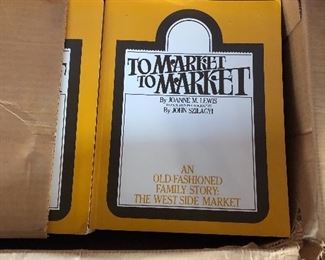 TO MARKET
TO MARKET
By JOANNE M. LEWIS
By JOHN SZILAGYI
AN
OLD-FASHIONED
FAMILY STORY:
THE WEST SIDE MARKET